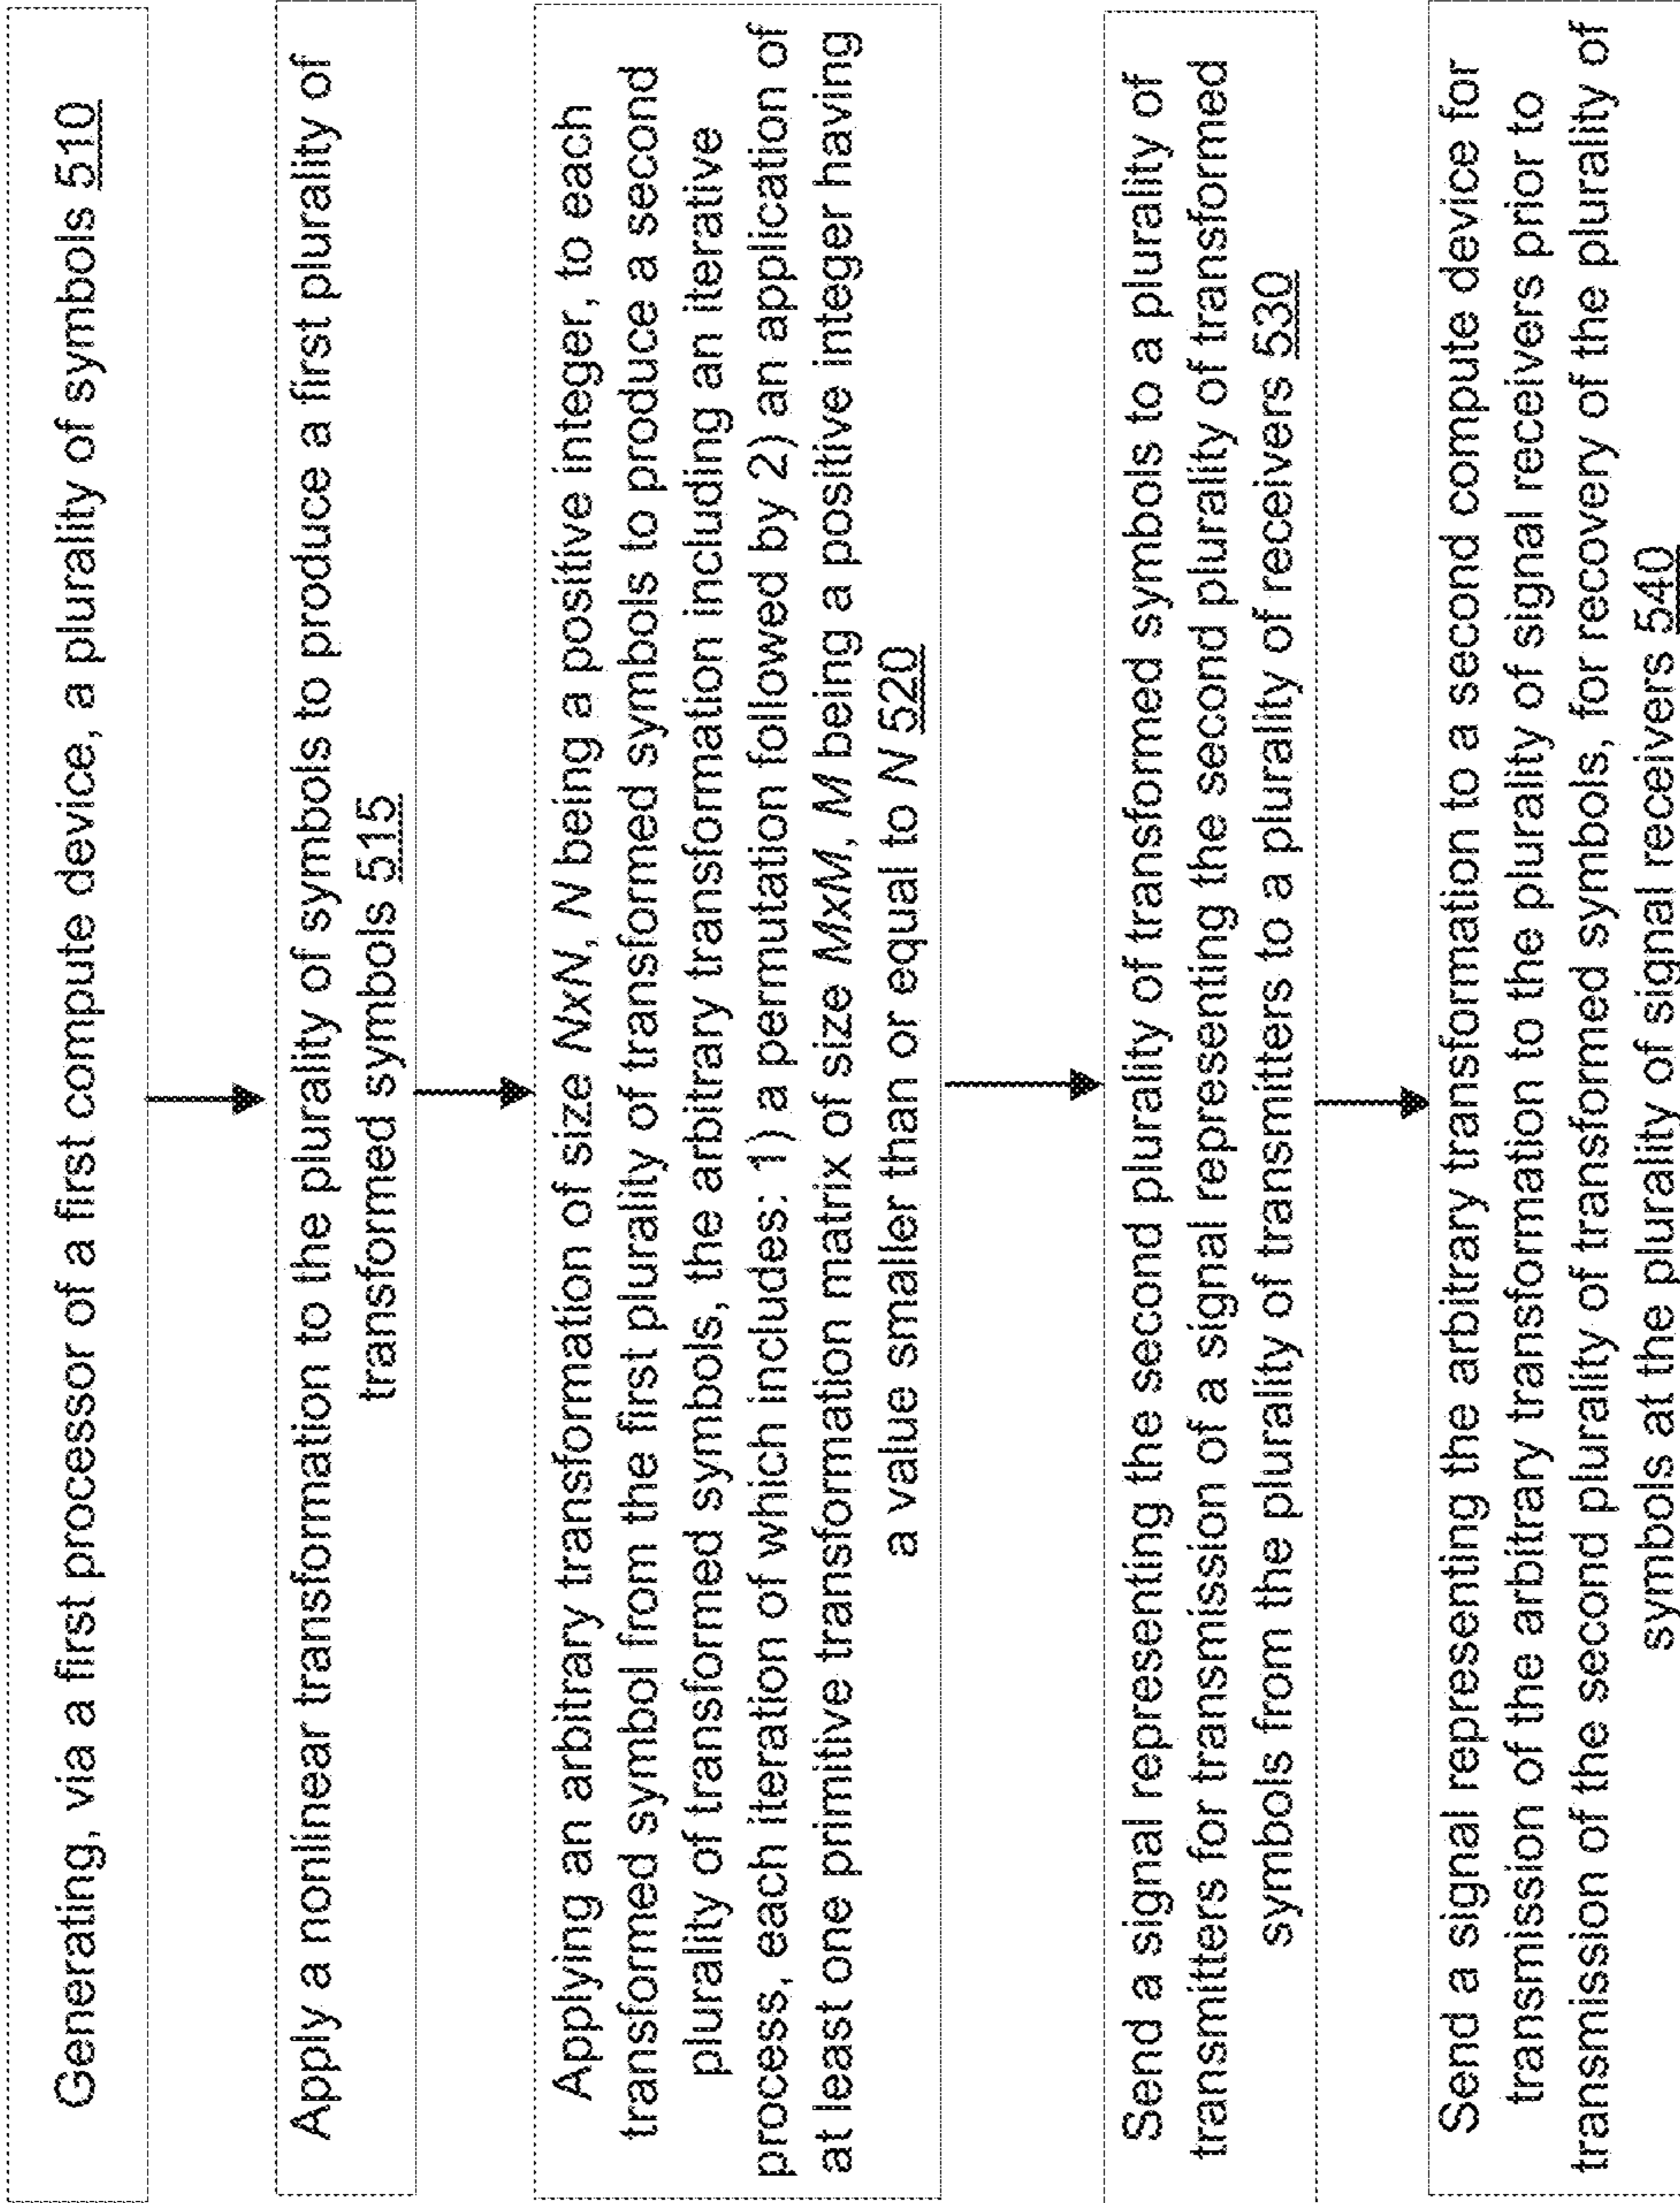 Generating, via a first processor of a first compute device, a plurality of symbols 510
Apply a nonlinear transformation to the plurality of symbols to produce a first plurality of
transformed symbols 515
Applying an arbitrary transformation of size NxN, N being a positive integer, to each
transformed symbol from the first plurality of transformed symbols to produce a second
plurality of transformed symbols, the arbitrary transformation including an iterative
process, each iteration of which includes: 1) a permutation followed by 2) an application of
at least one primitive transformation matrix of size MxM, M being a positive integer having
a value smaller than or equal to N 520
Send a signal representing the second plurality of transformed symbols to a plurality of
transmitters for transmission of a signal representing the second plurality of transformed
symbols from the plurality of transmitters to a plurality of receivers 530
Send a signal representing the arbitrary transformation to a second compute device for
transmission of the arbitrary transformation to the plurality of signal receivers prior to
transmission of the second plurality of transformed symbols, for recovery of the plurality of
symbols at the plurality of signal receivers 540